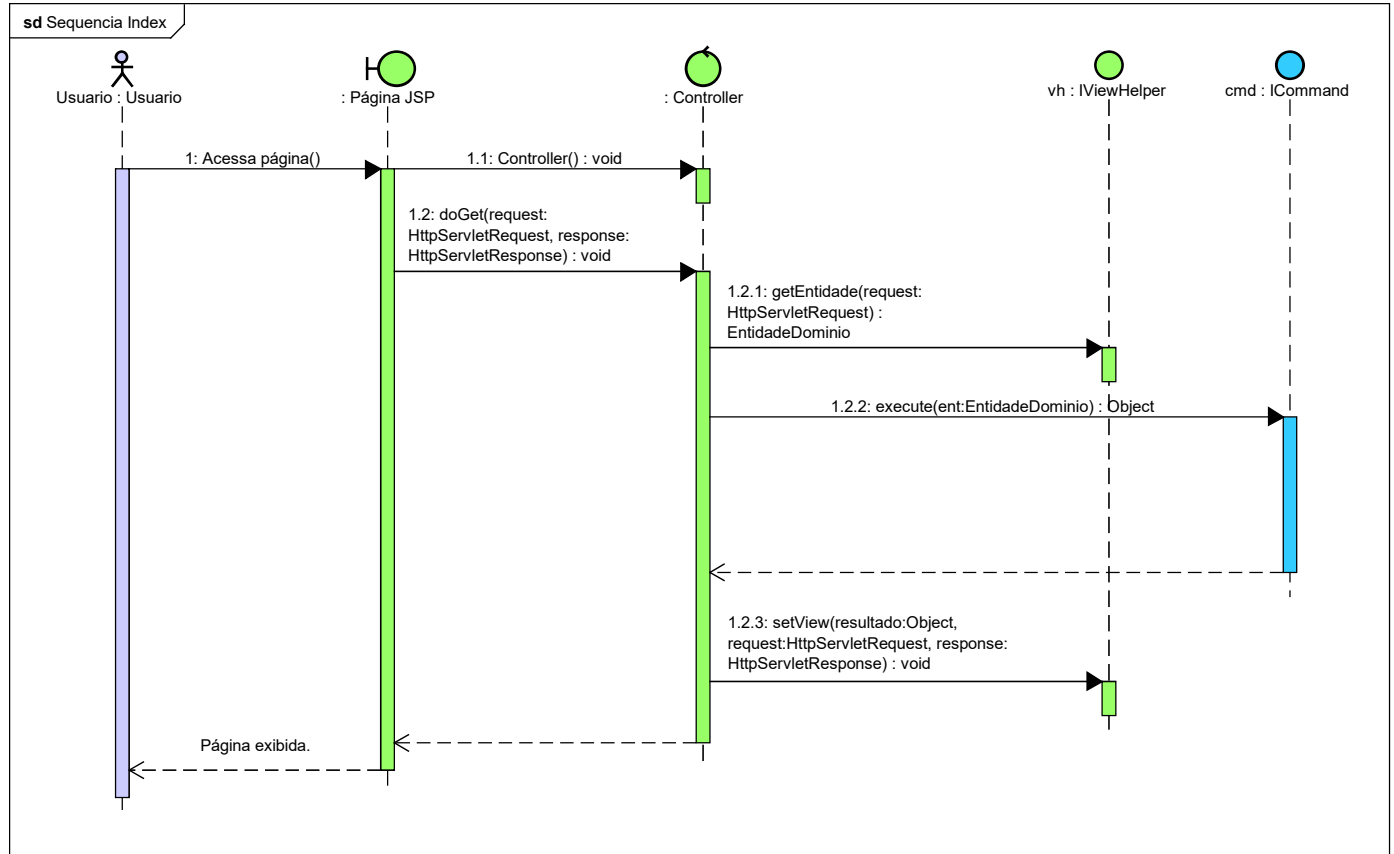 sd Sequencia Index
Usuario : Usuario
: Página JSP
: Controller
vh : IViewHelper
cmd : ICommand
1: Acessa página()
1.1: Controller() : void
1.2: doGet(request:
HttpServletRequest, response:
HttpServletResponse) : void
1.2.1: getEntidade(request:
HttpServletRequest) :
EntidadeDominio
1.2.2: execute(ent:EntidadeDominio) : Object
1.2.3: setView(resultado:Object,
request:HttpServletRequest, response:
HttpServletResponse) : void
Página exibida.